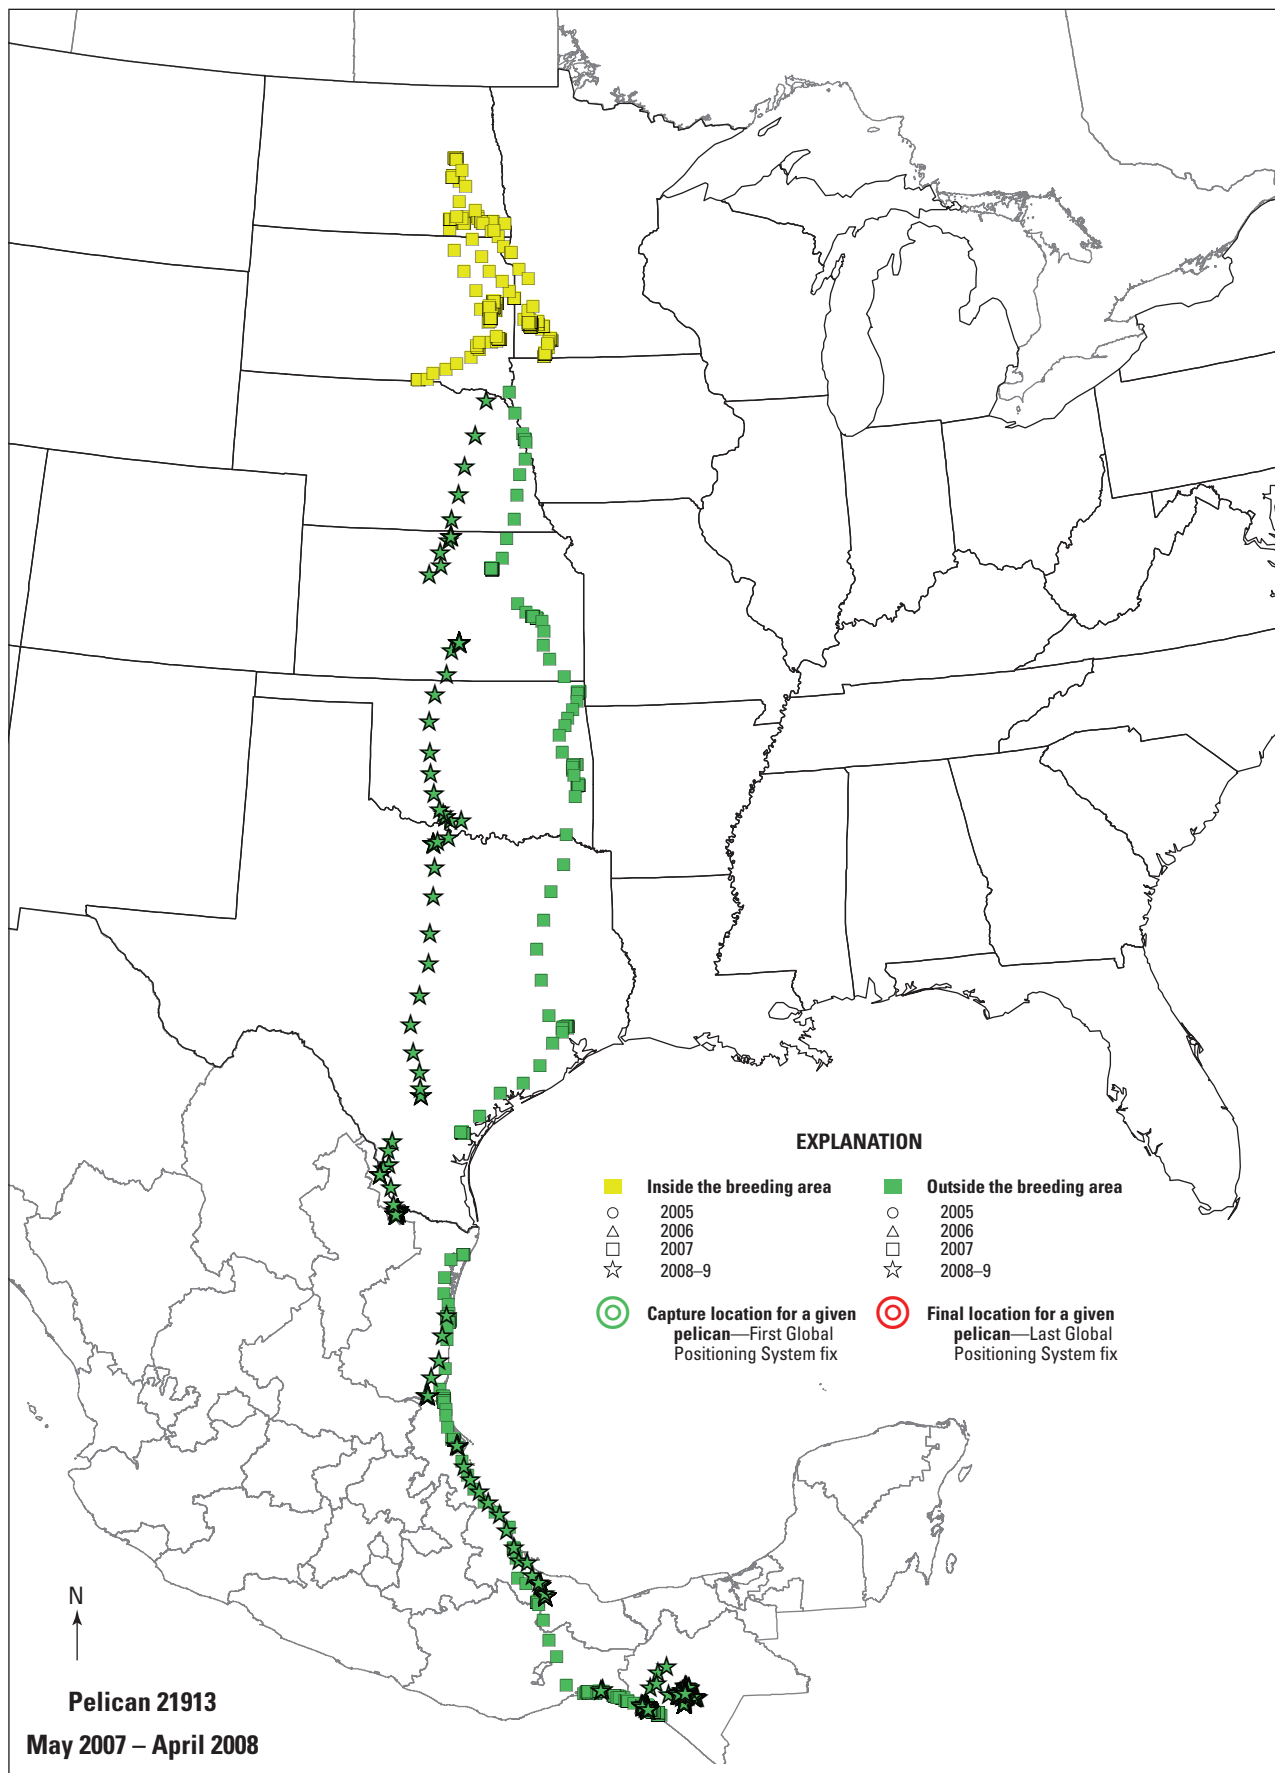 EXPLANATION
Inside the breeding area
2005
2006
2007
2008–9
Outside the breeding area
2005
2006
2007
2008–9
Capture location for a given
pelican—First Global
Positioning System fix
Final location for a given
pelican—Last Global
Positioning System fix
N
Pelican 21913
May 2007 – April 2008